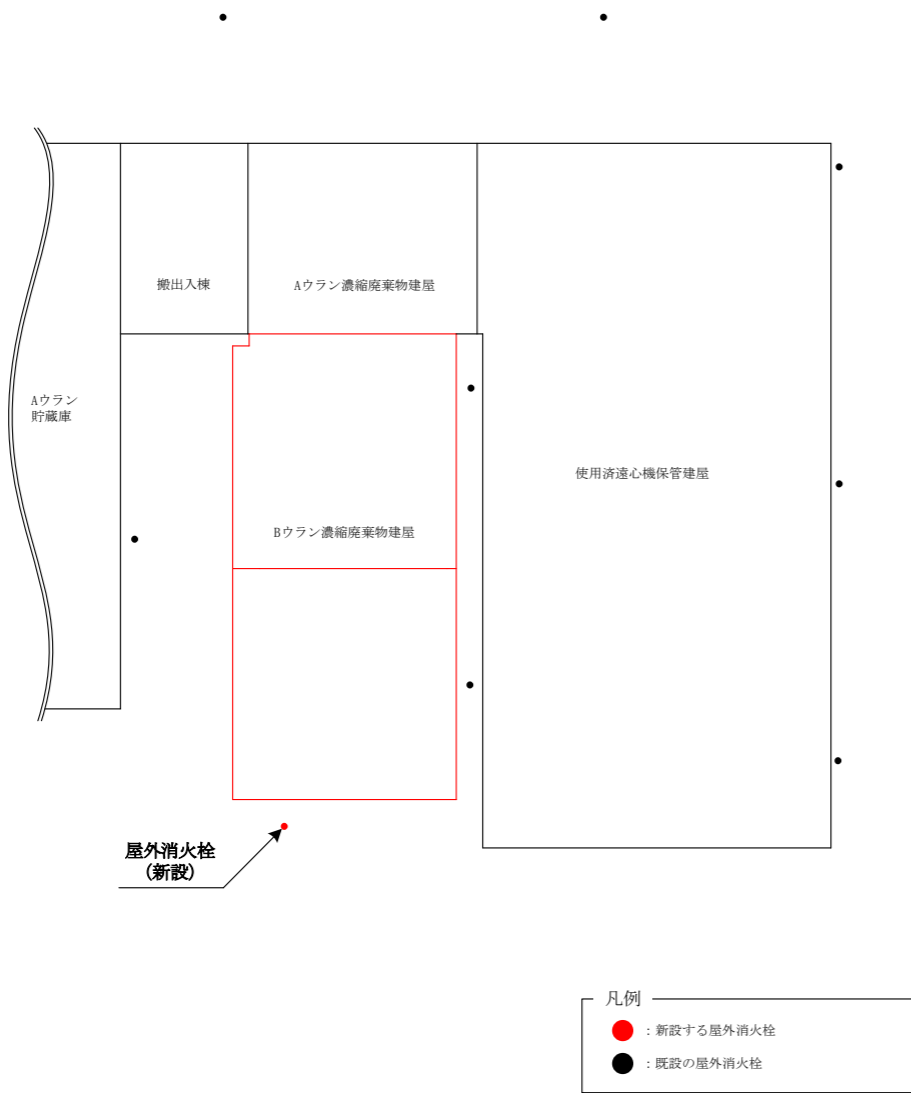 搬出入棟
Aウラン濃縮廃棄物建屋
Aウラン
貯蔵庫
使用済遠心機保管建屋
Bウラン濃縮廃棄物建屋
屋外消火栓
(新設)
凡例
：新設する屋外消火栓
：既設の屋外消火栓